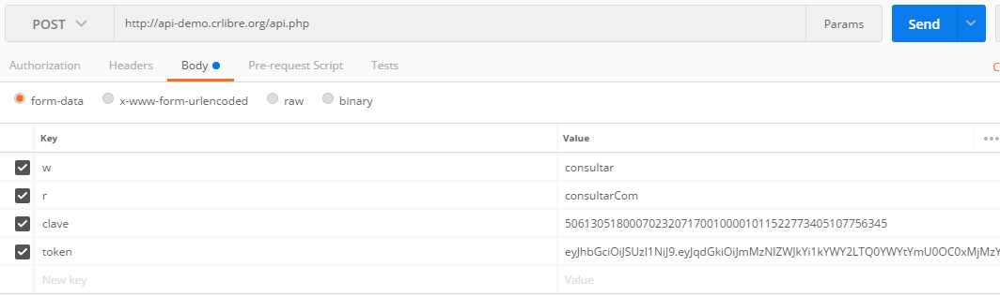 POST http://api-demo.crlibre.org/api.php Params Send
Authorization Headers Body Pre-request Script Tests C
form-data x-www-form-urlencoded raw binary
Key Value
w consultar
r consultarCom
clave 50613051800070232071700100001011522773405107756345
token eyJhbGciOiJSUzI1NiJ9.eyJqdGkiOiJmMzNlZWJkYi1kYWY2LTQ0YWYtYmU0OC0xMjMzY
New key Value